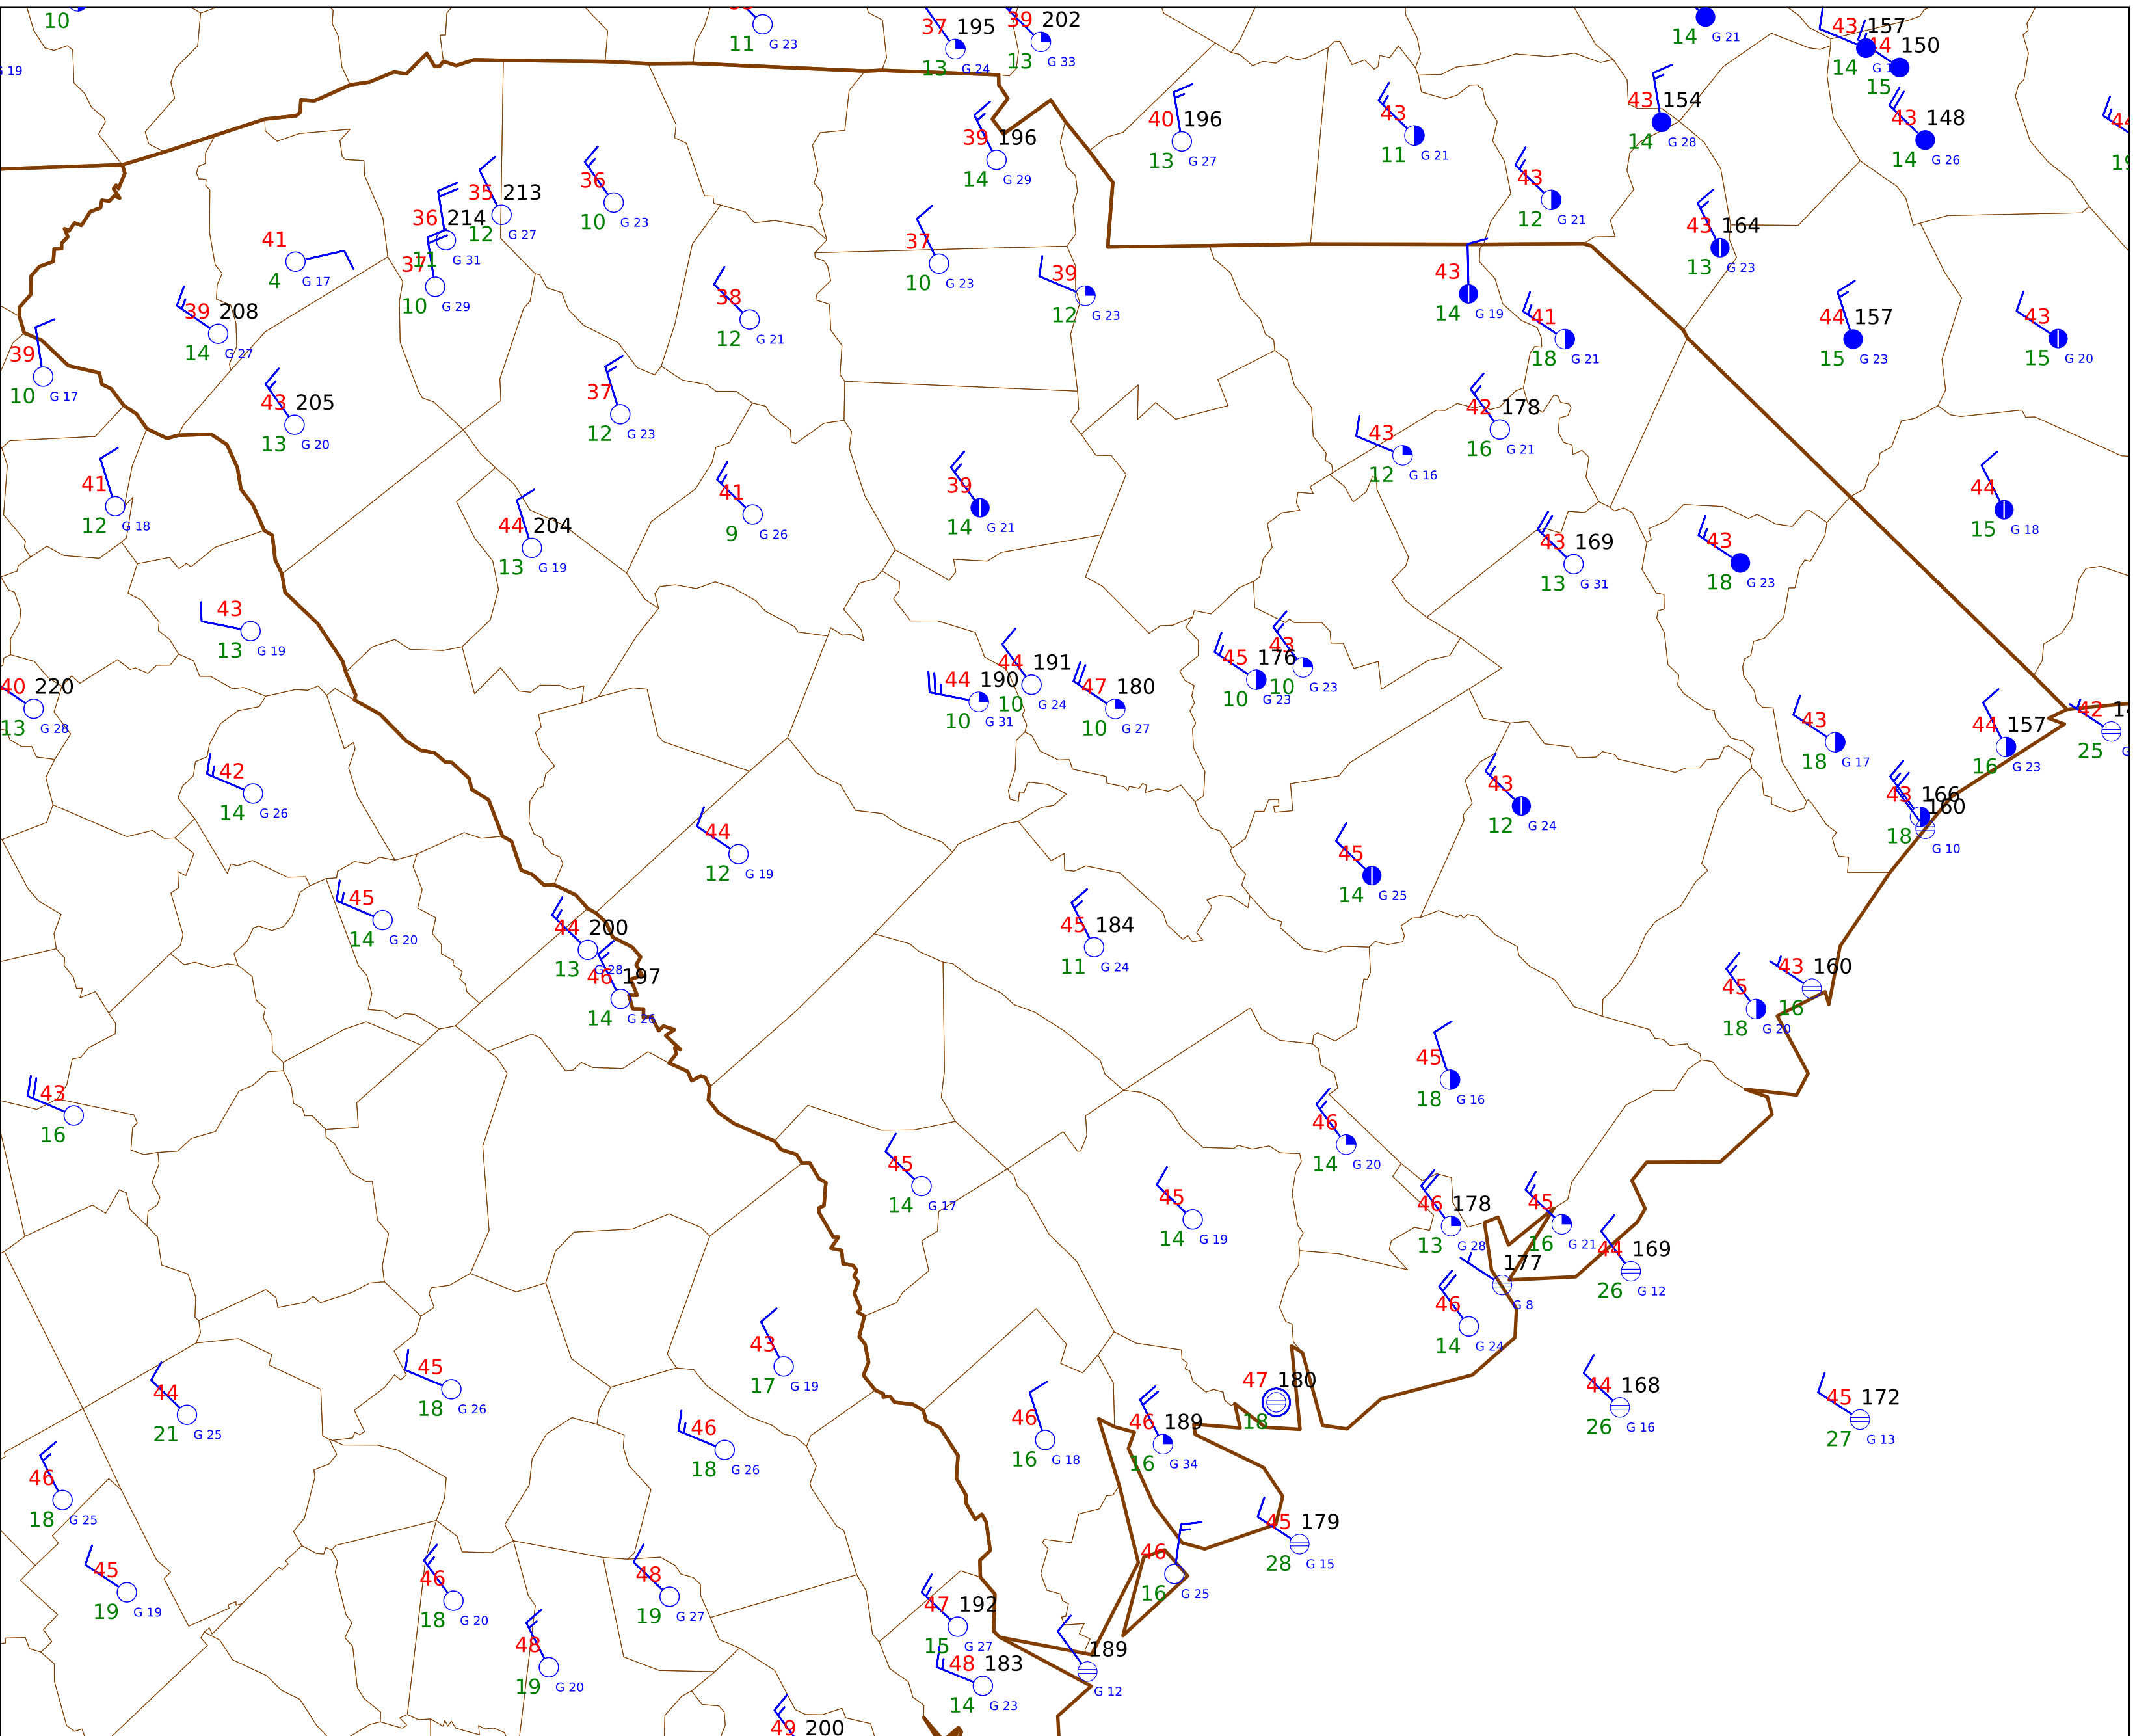 10
11 G 23
37 195
13 G 24
39 202
13 G 33
14 G 21
43 157
14
44 150
15
G 19
40 196
13 G 27
43
11 G 21
43 154
14 G 28
43 148
14 G 26
39 196
14 G 29
36
10 G 23
35 213
12 G 27
36 214
11 G 31
37
10 G 29
41
4 G 17
43
12 G 21
43 164
13 G 23
37
10 G 23
39
12 G 23
43
14 G 19
39 208
14 G 27
38
12 G 21
41
18 G 21
44 157
15 G 23
43
15 G 20
39
10 G 17
43 205
13 G 20
37
12 G 23
42 178
16 G 21
43
12 G 16
41
12 G 18
44 204
13 G 19
41
9 G 26
39
14 G 21
44
15 G 18
43 169
13 G 31
43
18 G 23
43
13 G 19
40 220
13 G 28
44 190
10 G 31
44 191
10 G 24
47 180
10 G 27
45 176
10 G 23
43
10 G 23
43
18 G 17
44 157
16 G 23
42
25
42
14 G 26
44
12 G 19
43
12 G 24
43 166
18
160
G 10
45
14 G 25
45
14 G 20
44 200
13 G 28
46 197
14 G 26
45 184
11 G 24
43 160
16
45
18 G 20
43
16
45
18 G 16
46
14 G 20
45
14 G 17
45
14 G 19
46 178
13 G 28
45
16 G 21
44 169
26 G 12
177
G 8
46
14 G 24
43
17 G 19
45
18 G 26
44
21 G 25
47 180
18
44 168
26 G 16
45 172
27 G 13
46
18 G 26
46
16 G 18
46 189
16 G 34
46
18 G 25
45 179
28 G 15
45
19 G 19
46
18 G 20
48
19 G 27
46
16 G 25
47 192
15 G 27
48
19 G 20
48 183
14 G 23
189
G 12
49 200